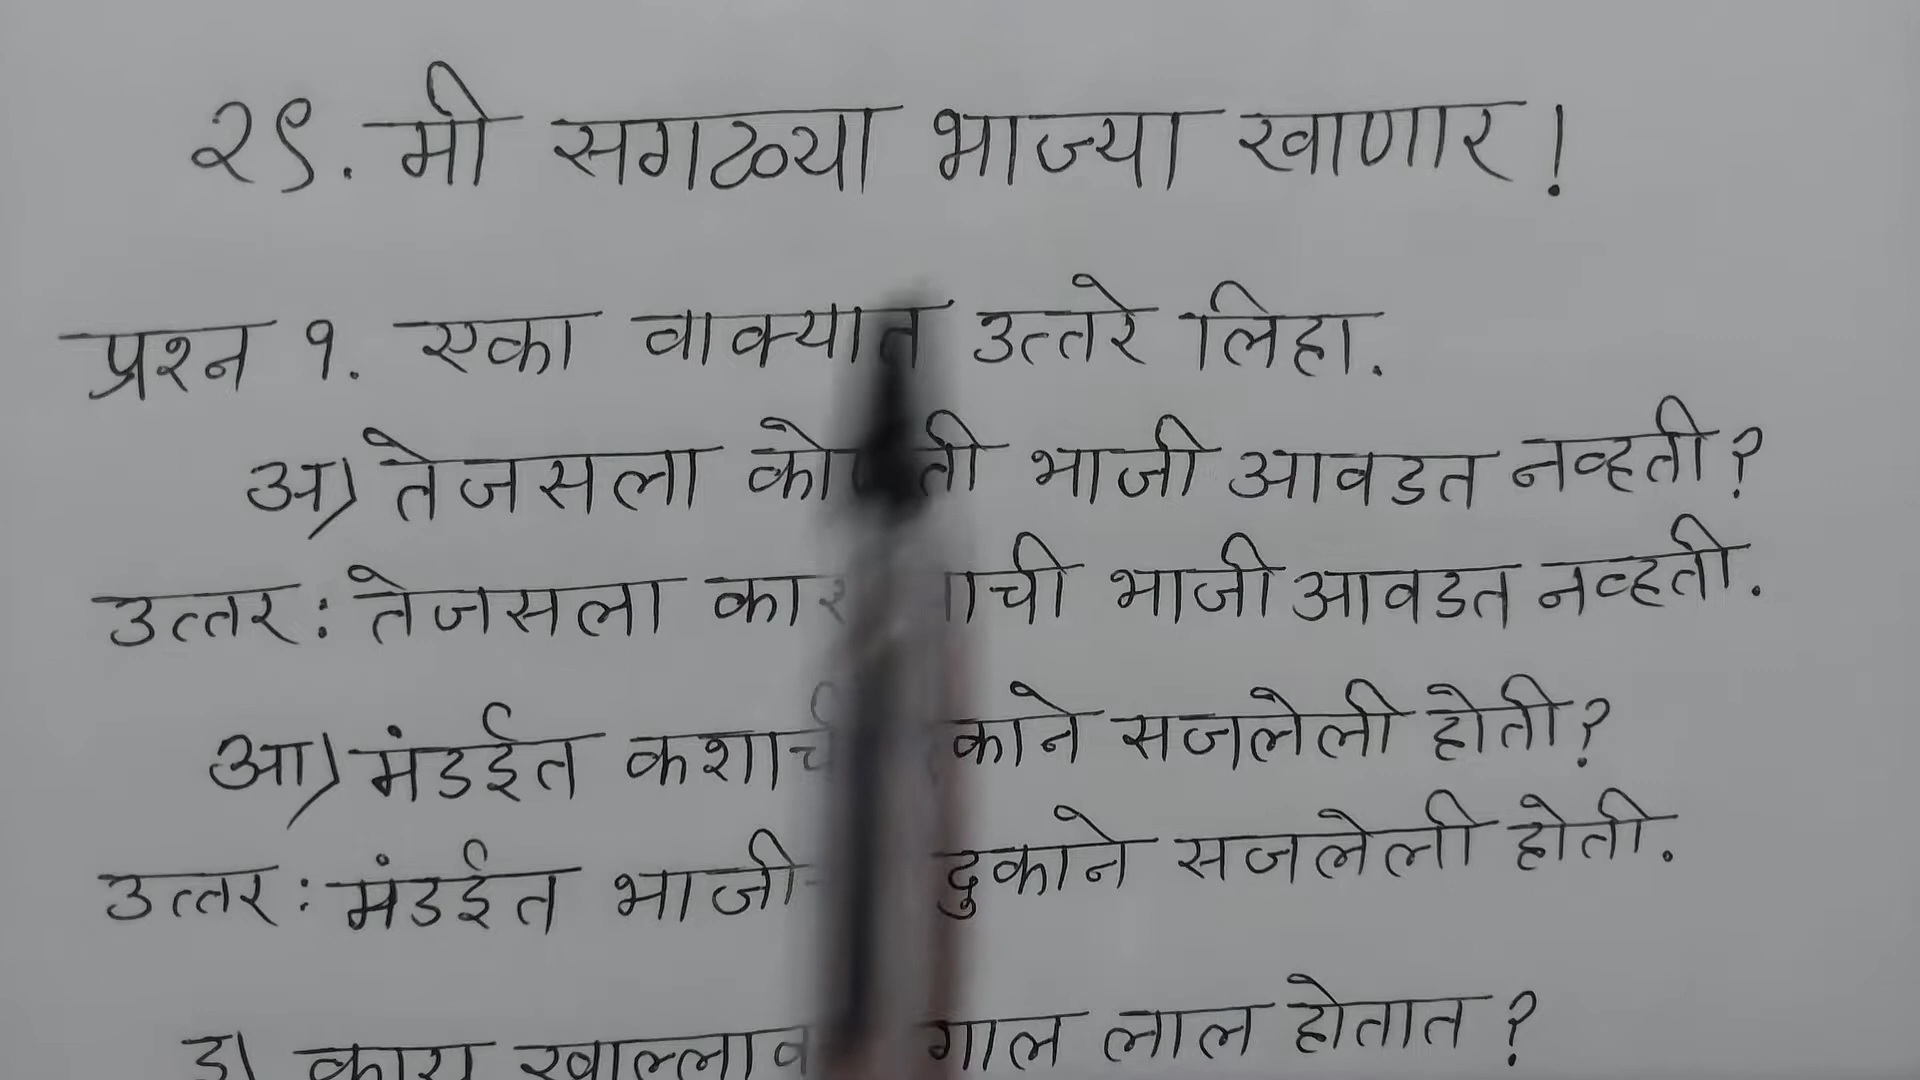 २९. मी सगळ्या भाज्या खाणार!
प्रश्न १. एका वाक्यात उत्तरे लिहा.
अ) तेजसला कोणती भाजी आवडत नव्हती?
उत्तर: तेजसला भाजी आवडत नव्हती.
आ) मंडईत सजलेली होती?
उत्तर: मंडईत दुकाने सजलेली होती.
इ) काय गाल लाल होतात?